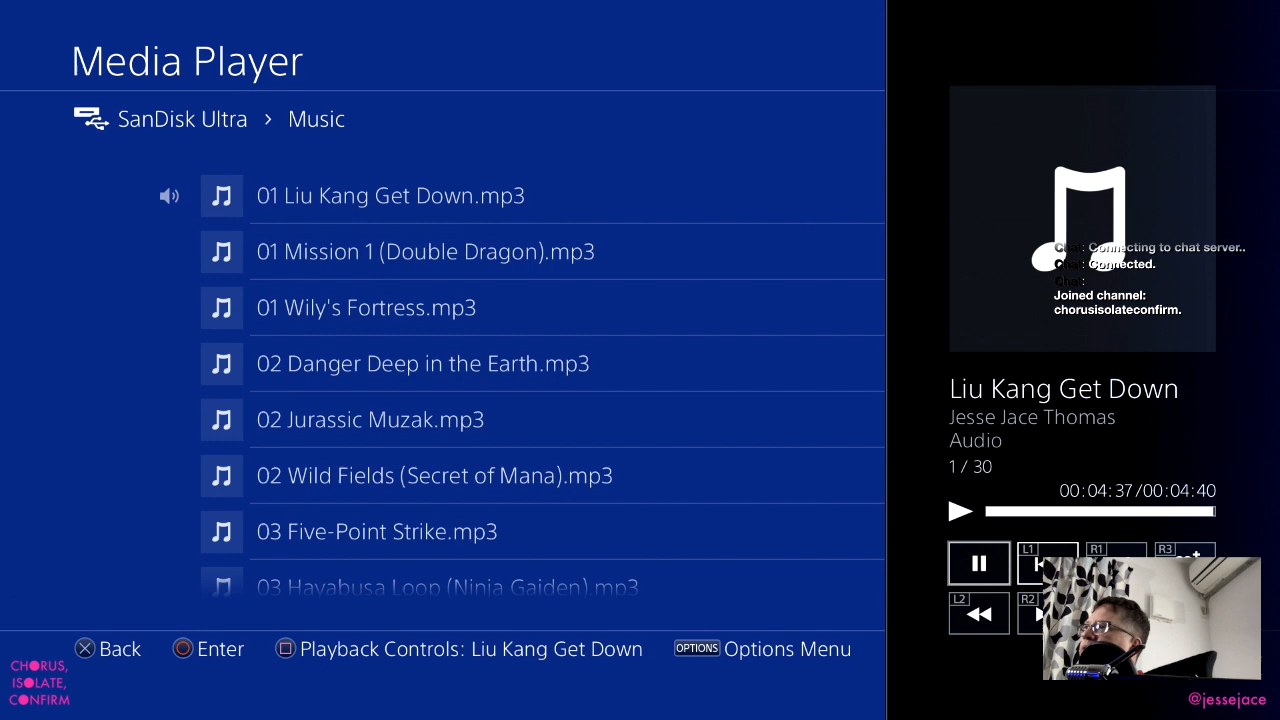 Media Player
SanDisk Ultra > Music
01 Liu Kang Get Down.mp3
01 Mission 1 (Double Dragon).mp3
01 Wily's Fortress.mp3
02 Danger Deep in the Earth.mp3
02 Jurassic Muzak.mp3
02 Wild Fields (Secret of Mana).mp3
03 Five-Point Strike.mp3
03 Hayabusa Loop (Ninja Gaiden).mp3
Back
Enter
Playback Controls: Liu Kang Get Down
OPTIONS Options Menu
CHORUS,
ISOLATE,
CONFIRM
Chat: Connecting to chat server..
Chat: Connected.
Chat:
Joined channel:
chorusisolateconfirm.
Liu Kang Get Down
Jesse Jace Thomas
Audio
1 / 30
00:04:37/00:04:40
L1
R1
R3
L2
R2
@jessejace